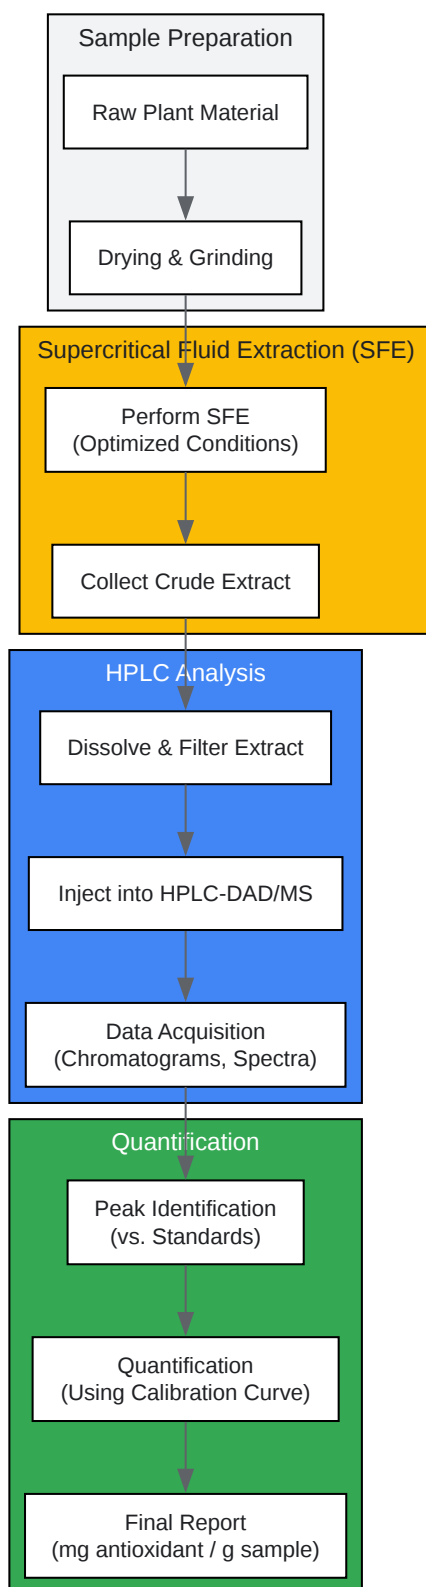 Sample Preparation
Raw Plant Material
Drying & Grinding
Supercritical Fluid Extraction (SFE)
Perform SFE
(Optimized Conditions)
Collect Crude Extract
HPLC Analysis
Dissolve & Filter Extract
Inject into HPLC-DAD/MS
Data Acquisition
(Chromatograms, Spectra)
Quantification
Peak Identification
(vs. Standards)
Quantification
(Using Calibration Curve)
Final Report
(mg antioxidant / g sample)